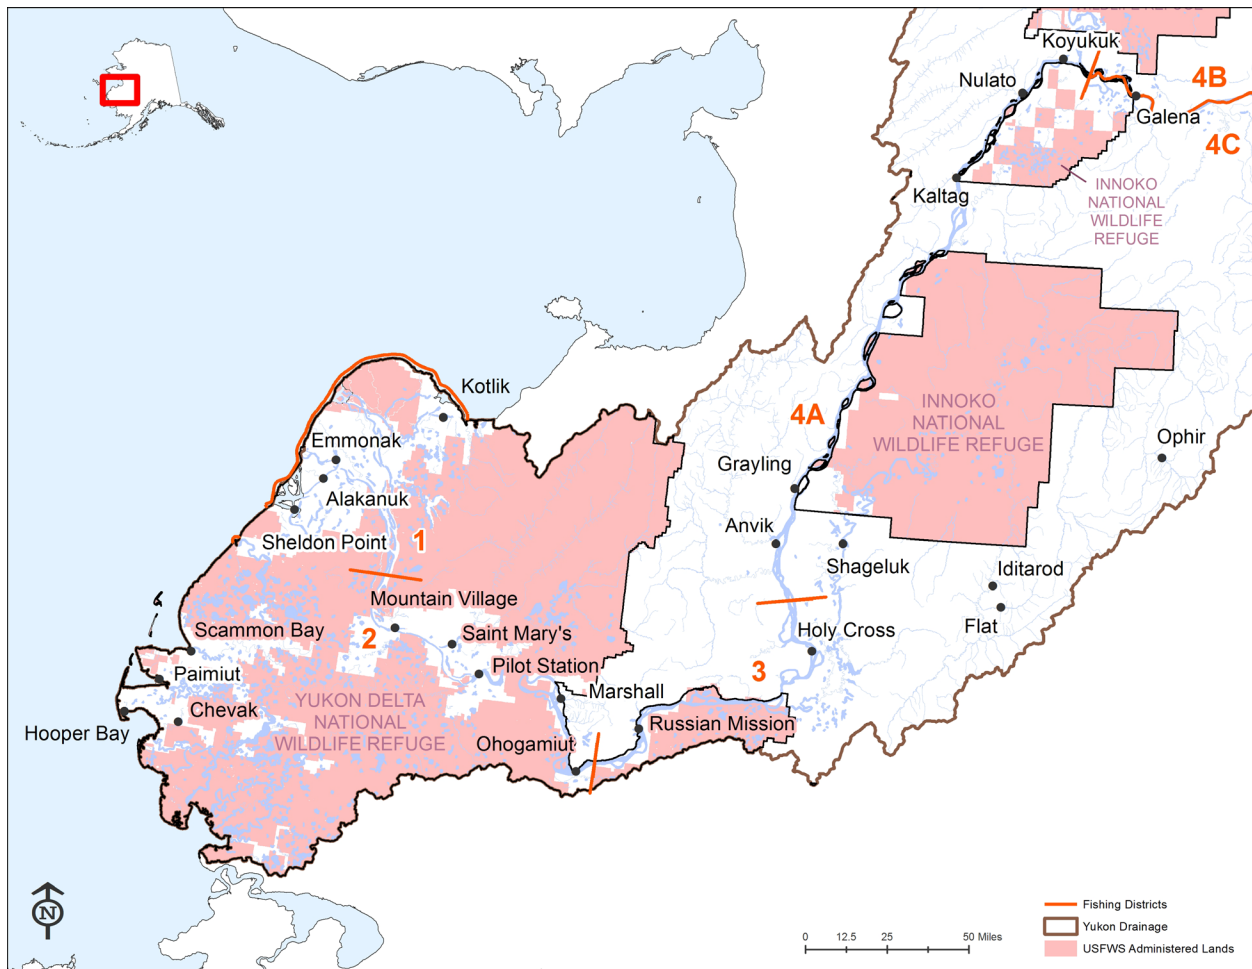 WILDLIFE REFUGE
Koyukuk
Nulato
4B
Galena
4C
INNOKO
NATIONAL
WILDLIFE
REFUGE
Kaltag
Kotlik
INNOKO
NATIONAL
WILDLIFE REFUGE
4A
Emmonak
Ophir
Grayling
Alakanuk
Anvik
Sheldon Point
1
Shageluk
Iditarod
Mountain Village
Flat
Scammon Bay
2
Saint Mary's
Holy Cross
Pilot Station
3
Paimiut
Marshall
YUKON DELTA
NATIONAL
WILDLIFE REFUGE
Chevak
Russian Mission
Hooper Bay
Ohogamiut
N
Fishing Districts
Yukon Drainage
USFWS Administered Lands
0 12.5 25 50 Miles